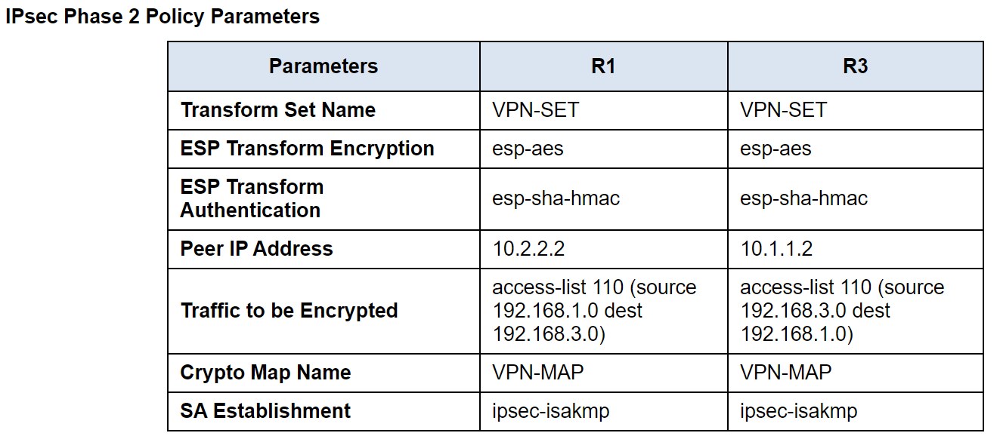 IPsec Phase 2 Policy Parameters
Parameters R1 R3
Transform Set Name VPN-SET VPN-SET
ESP Transform Encryption esp-aes esp-aes
ESP Transform
Authentication
esp-sha-hmac esp-sha-hmac
Peer IP Address 10.2.2.2 10.1.1.2
Traffic to be Encrypted
access-list 110 (source
192.168.1.0 dest
192.168.3.0)
access-list 110 (source
192.168.3.0 dest
192.168.1.0)
Crypto Map Name VPN-MAP VPN-MAP
SA Establishment ipsec-isakmp ipsec-isakmp